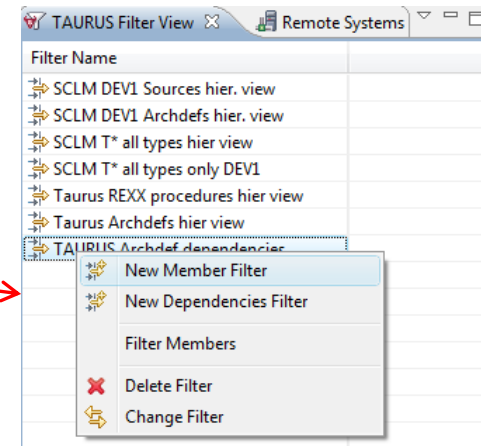 TAURUS Filter View
Remote Systems
Filter Name
SCLM DEV1 Sources hier. view
SCLM DEV1 Archdefs hier. view
SCLM T* all types hier view
SCLM T* all types only DEV1
Taurus REXX procedures hier view
Taurus Archdefs hier view
TAURUS Archdef dependencies
New Member Filter
New Dependencies Filter
Filter Members
Delete Filter
Change Filter